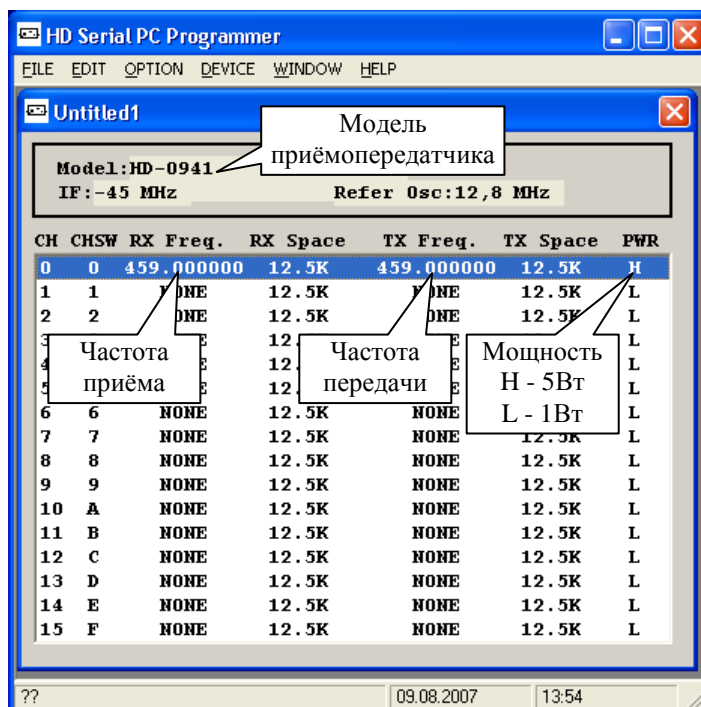 HD Serial PC Programmer
FILE EDIT OPTION DEVICE WINDOW HELP
Untitled1
Модель
приёмопередатчика
Model:HD-0941
IF:-45 MHz Refer Osc:12,8 MHz
CH CHSW RX Freq. RX Space TX Freq. TX Space PWR
0 0 459.000000 12.5K 459.000000 12.5K H
1 1 12.5K L
2 2 12.5K L
Частота
приёма
Частота
передачи
Мощность
H - 5Вт
L - 1Вт
12. L
12. L
12. L
6 6 NONE 12.5K NONE L
7 7 NONE 12.5K NONE 12.5K L
8 8 NONE 12.5K NONE 12.5K L
9 9 NONE 12.5K NONE 12.5K L
10 A NONE 12.5K NONE 12.5K L
11 B NONE 12.5K NONE 12.5K L
12 C NONE 12.5K NONE 12.5K L
13 D NONE 12.5K NONE 12.5K L
14 E NONE 12.5K NONE 12.5K L
15 F NONE 12.5K NONE 12.5K L
?? 09.08.2007 13:54